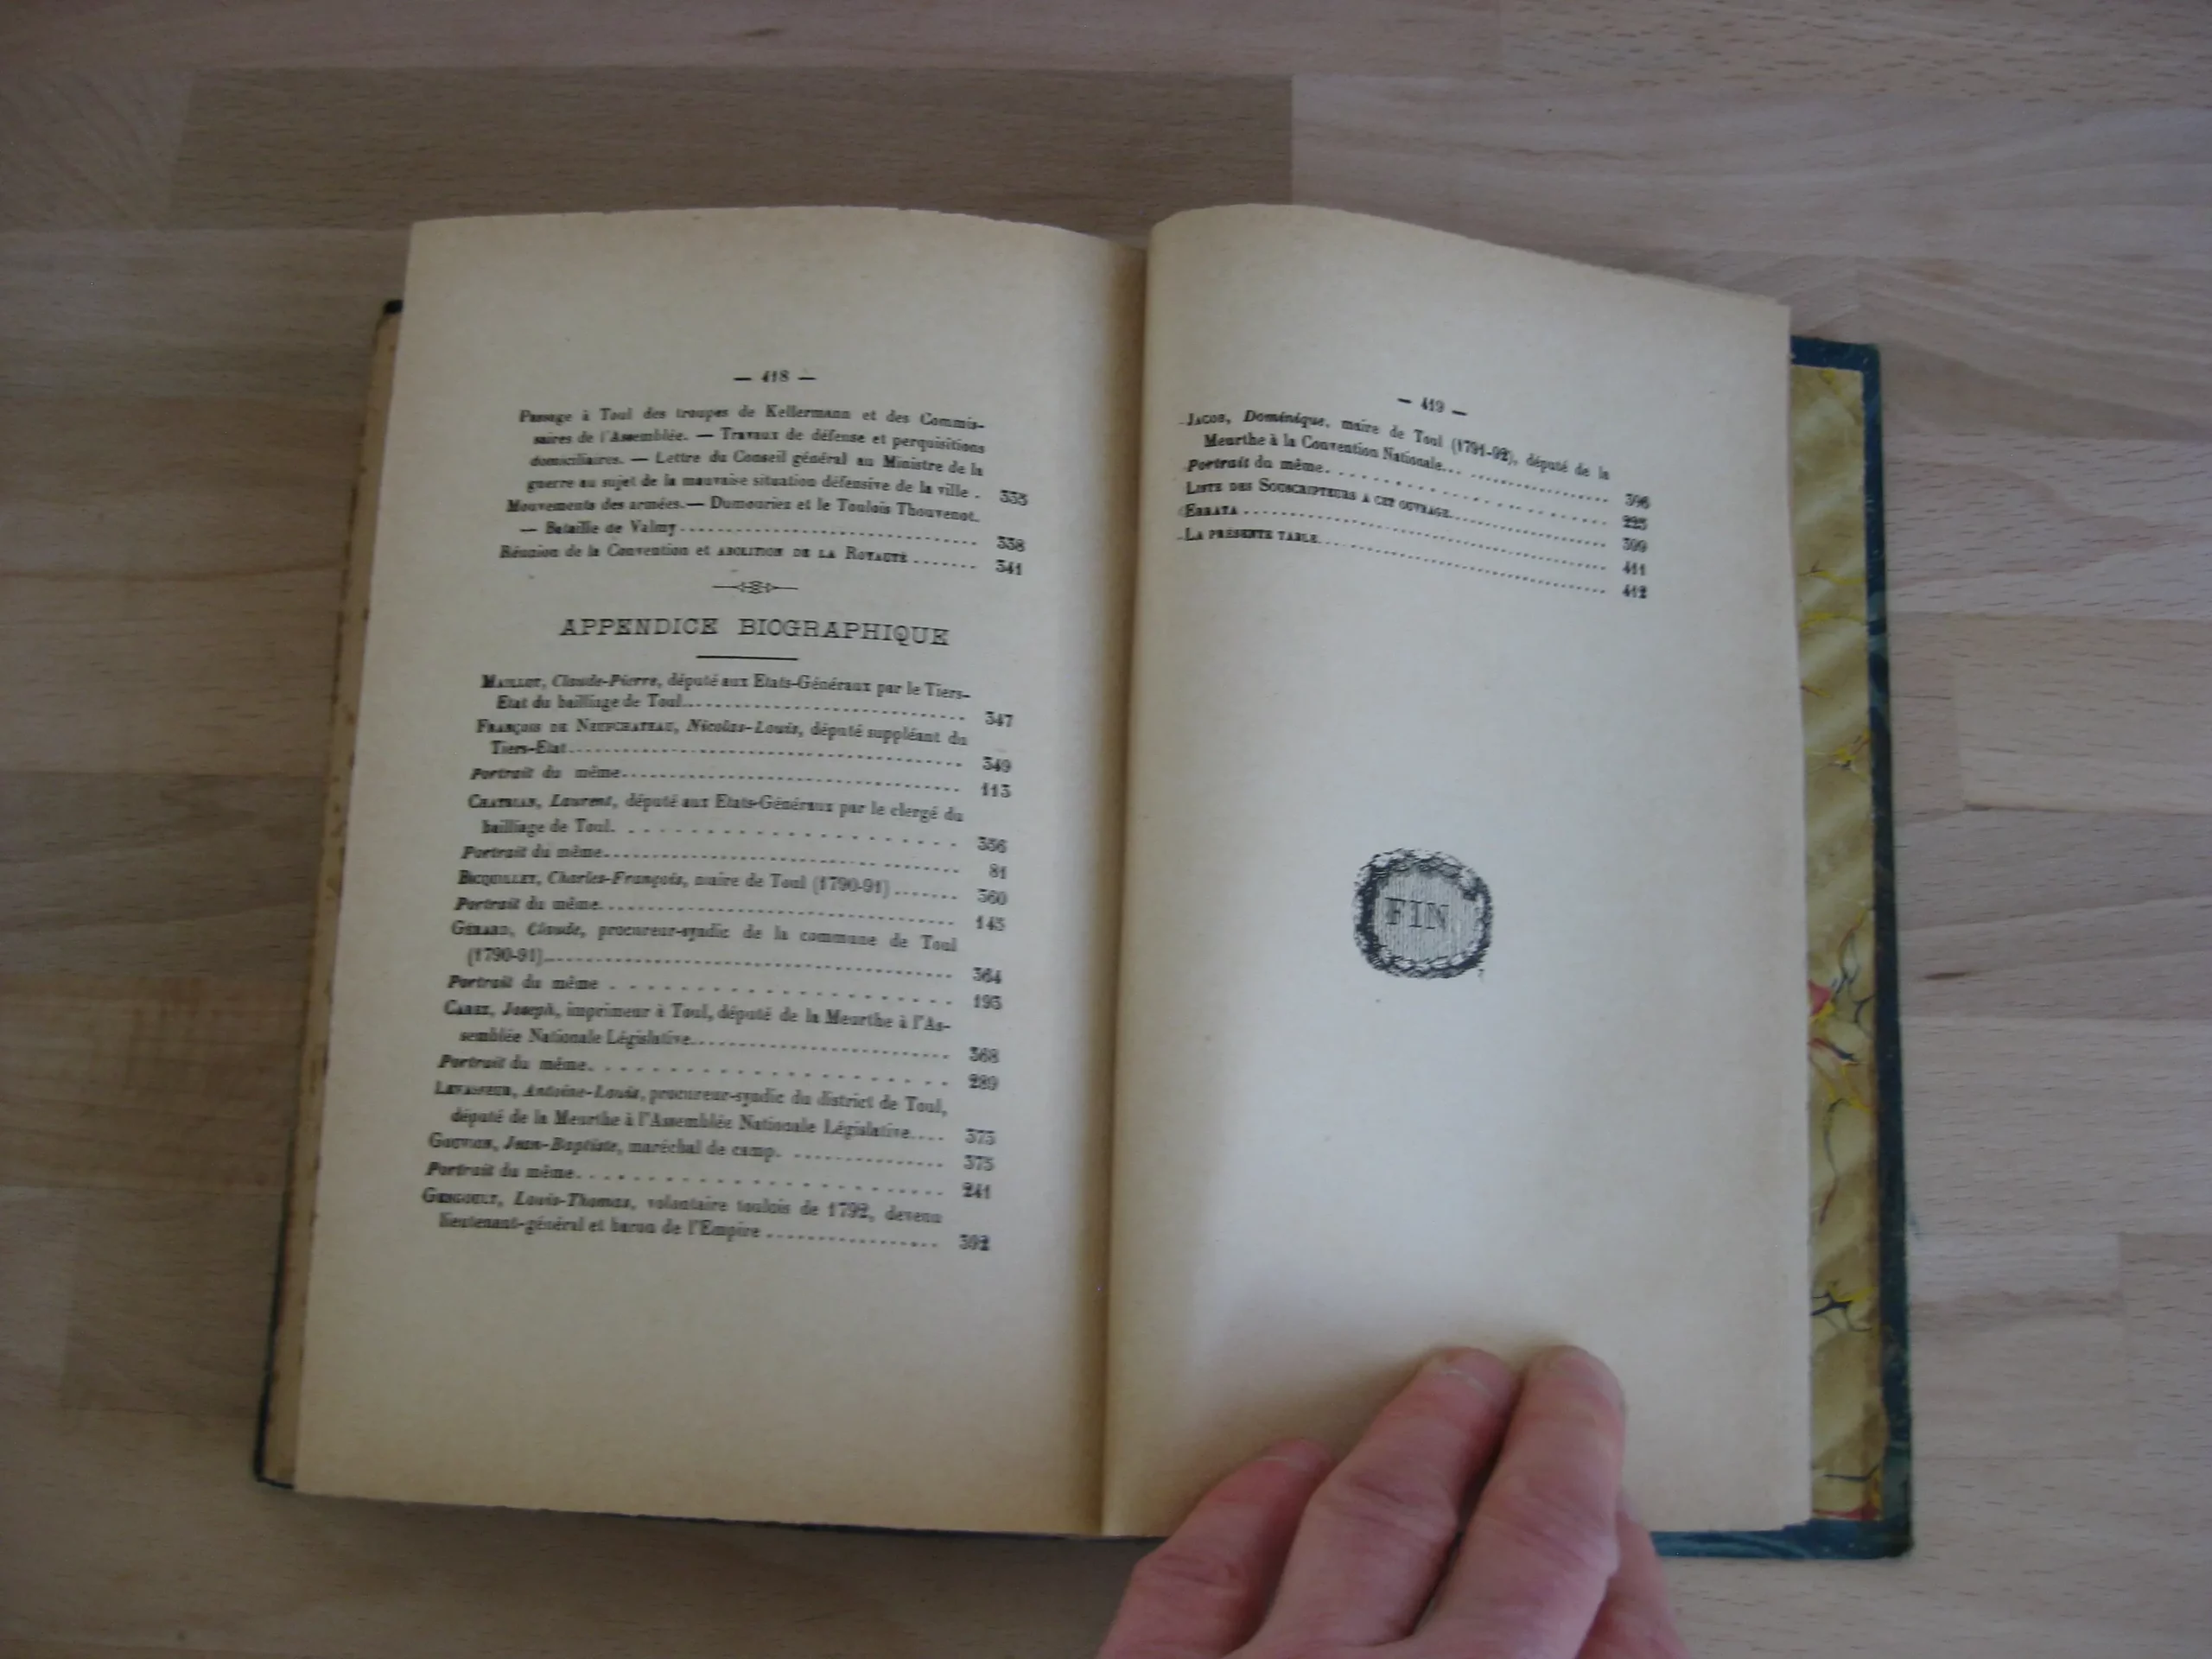 — 418 —
Passage à Toul des troupes de Kellermann et des Commis-
saires de l'Assemblée. — Travaux de défense et perquisitions
domiciliaires. — Lettre du Conseil général au Ministre de la
guerre au sujet de la mauvaise situation défensive de la ville . 335
Mouvements des armées. — Dumouriez et le Toulois Thouvenot.
— Bataille de Valmy ........ 338
Réunion de la Convention et ABOLITION DE LA ROYAUTÉ ....... 341
APPENDICE BIOGRAPHIQUE
MAILLOT, Claude-Pierre, député aux Etats-Généraux par le Tiers-
Etat du bailliage de Toul........ 347
FRANÇOIS DE NEUFCHATEAU, Nicolas-Louis, député suppléant du
Tiers-Etat........ 349
Portrait du même........ 113
CHATRIAN, Laurent, député aux Etats-Généraux par le clergé du
bailliage de Toul. ........ 356
Portrait du même........ 81
BICQUILLEY, Charles-François, maire de Toul (1790-91) ....... 360
Portrait du même........ 145
GÉRARD, Claude, procureur-syndic de la commune de Toul
(1790-91)........ 364
Portrait du même ........ 193
CAREZ, Joseph, imprimeur à Toul, député de la Meurthe à l'As-
semblée Nationale Législative........ 368
Portrait du même. ........ 289
LEVASSEUR, Antoine-Louis, procureur-syndic du district de Toul,
député de la Meurthe à l'Assemblée Nationale Législative.... 373
GOUVION, Jean-Baptiste, maréchal de camp. ........ 375
Portrait du même. ........ 241
Louis-Thomas, volontaire toulois de 1792, devenu
lieutenant-général et baron de l'Empire ........ 392
— 419 —
JACOB, Dominique, maire de Toul (1791-92), député de la
Meurthe à la Convention Nationale... ........ 396
Portrait du même. ........ 225
LISTE DES SOUSCRIPTEURS A CET OUVRAGE........ 399
ERRATA ........ 411
LA PRÉSENTE TABLE........ 412
FIN